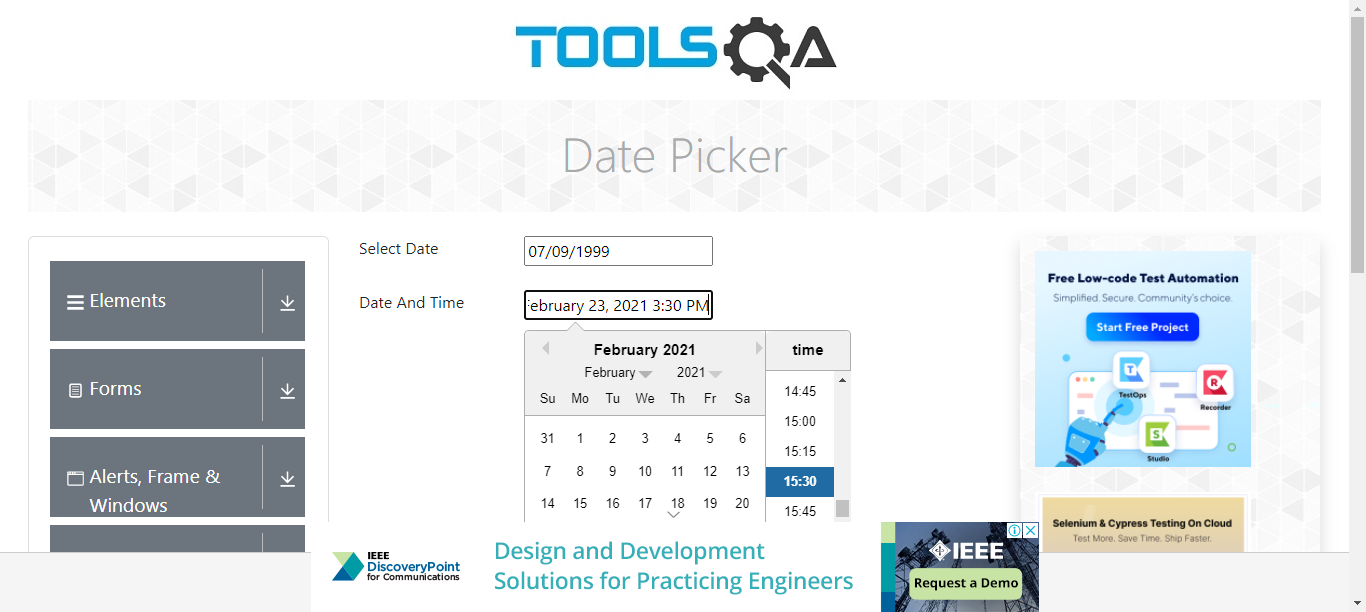 TOOLSQA
Date Picker
Elements
Forms
Alerts, Frame &
Windows
Select Date
07/09/1999
Date And Time
ebruary 23, 2021 3:30 PM
February 2021
February
2021
Su Mo Tu We Th Fr Sa
31 1 2 3 4 5 6
7 8 9 10 11 12 13
14 15 16 17 18 19 20
time
14:45
15:00
15:15
15:30
15:45
Free Low-code Test Automation
Simplified. Secure. Community's choice.
Start Free Project
TestOps
Recorder
Studio
Selenium & Cypress Testing On Cloud
Test More. Save Time. Ship Faster.
IEEE
DiscoveryPoint
for Communications
Design and Development
Solutions for Practicing Engineers
IEEE
Request a Demo